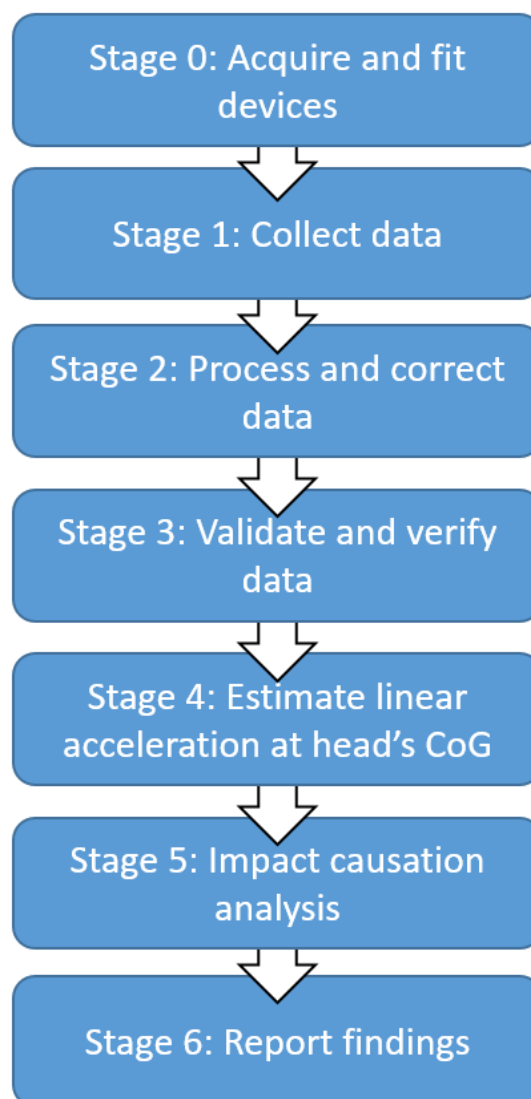 Stage 0: Acquire and fit
devices
Stage 1: Collect data
Stage 2: Process and correct
data
Stage 3: Validate and verify
data
Stage 4: Estimate linear
acceleration at head’s CoG
Stage 5: Impact causation
analysis
Stage 6: Report findings